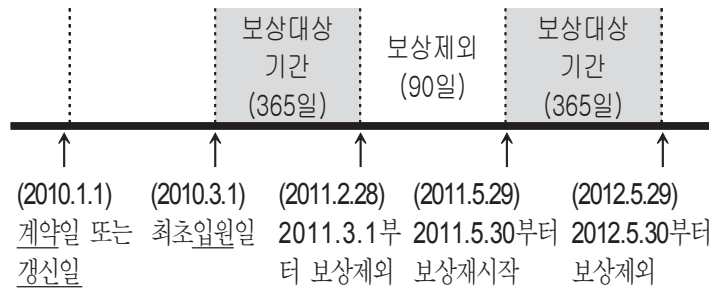 보상대상
기간
(365일)
보상제외
(90일)
보상대상
기간
(365일)
(2010.1.1)
계약일 또는
갱신일
(2010.3.1)
최초입원일
(2011.2.28)
2011.3.1부
터 보상제외
(2011.5.29)
2011.5.30부터
보상재시작
(2012.5.29)
2012.5.30부터
보상제외